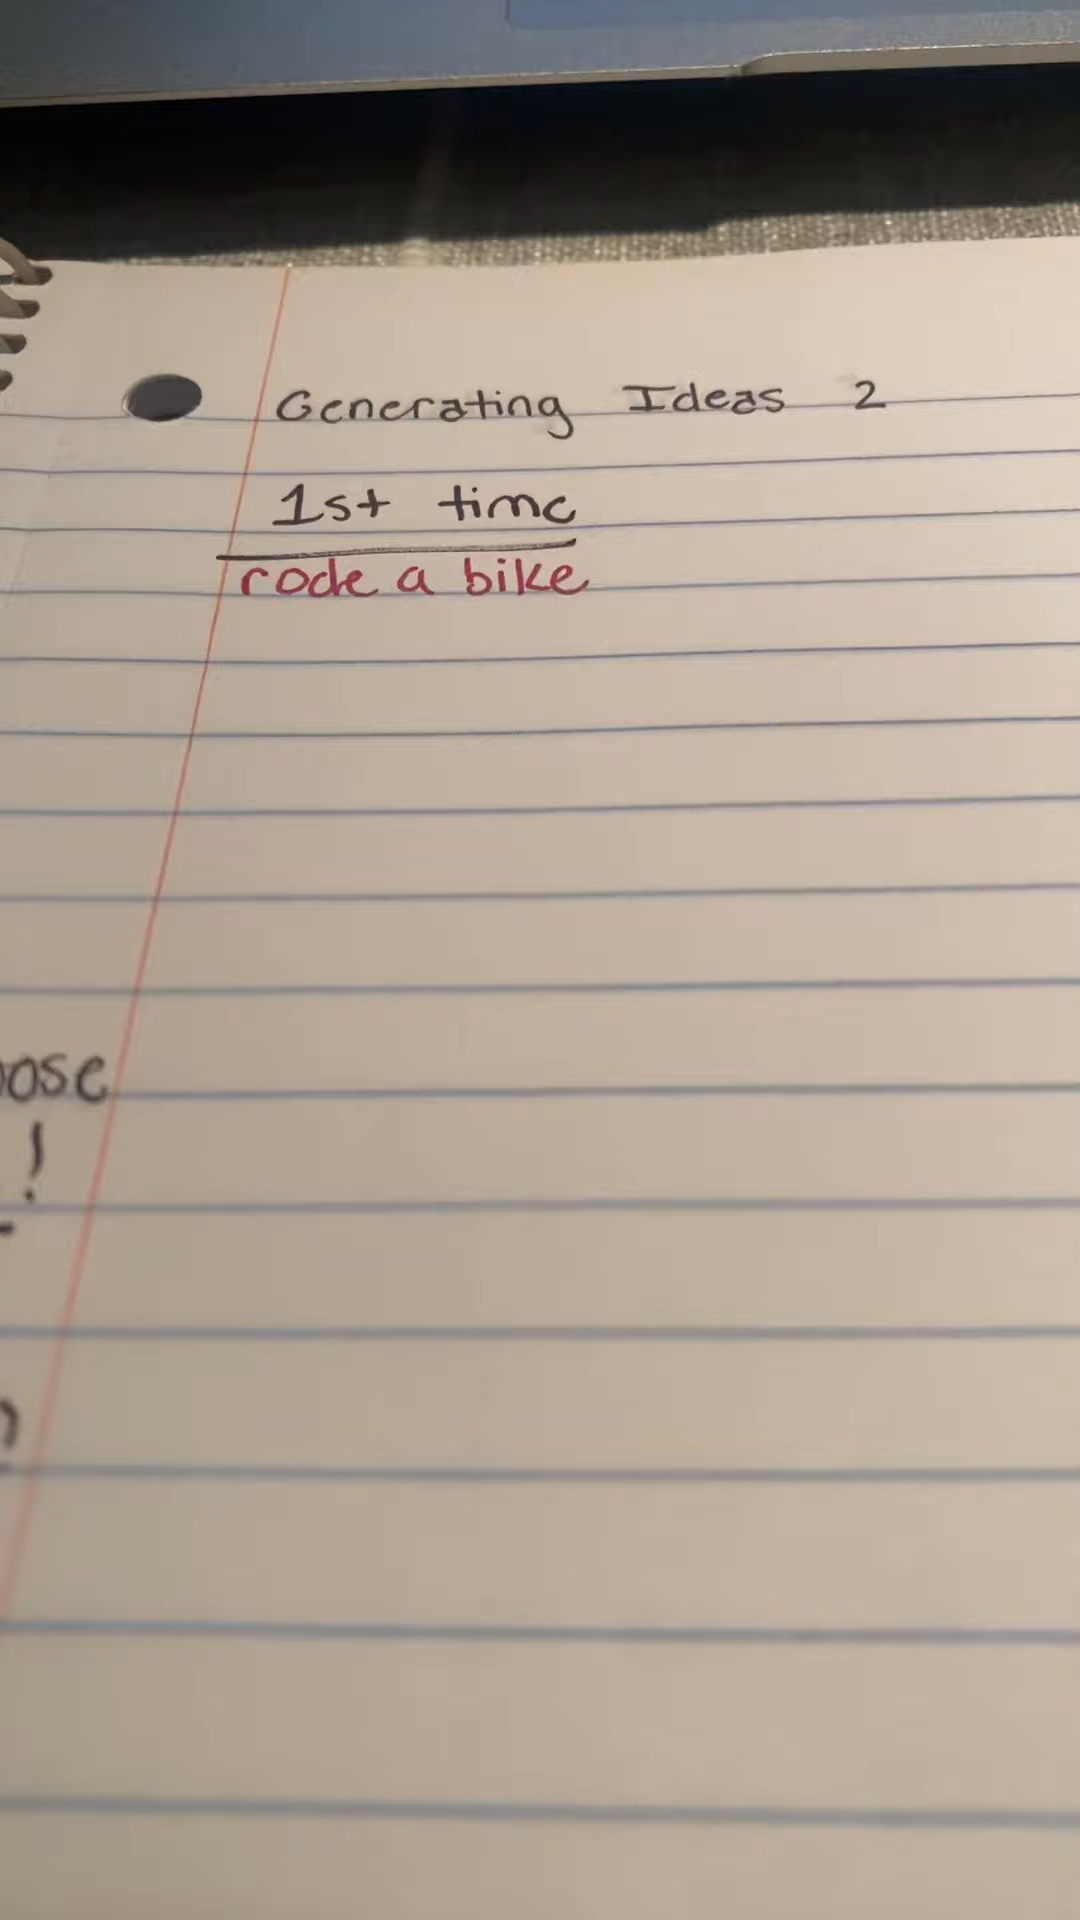 Generating Ideas 2
1st time
rode a bike
!